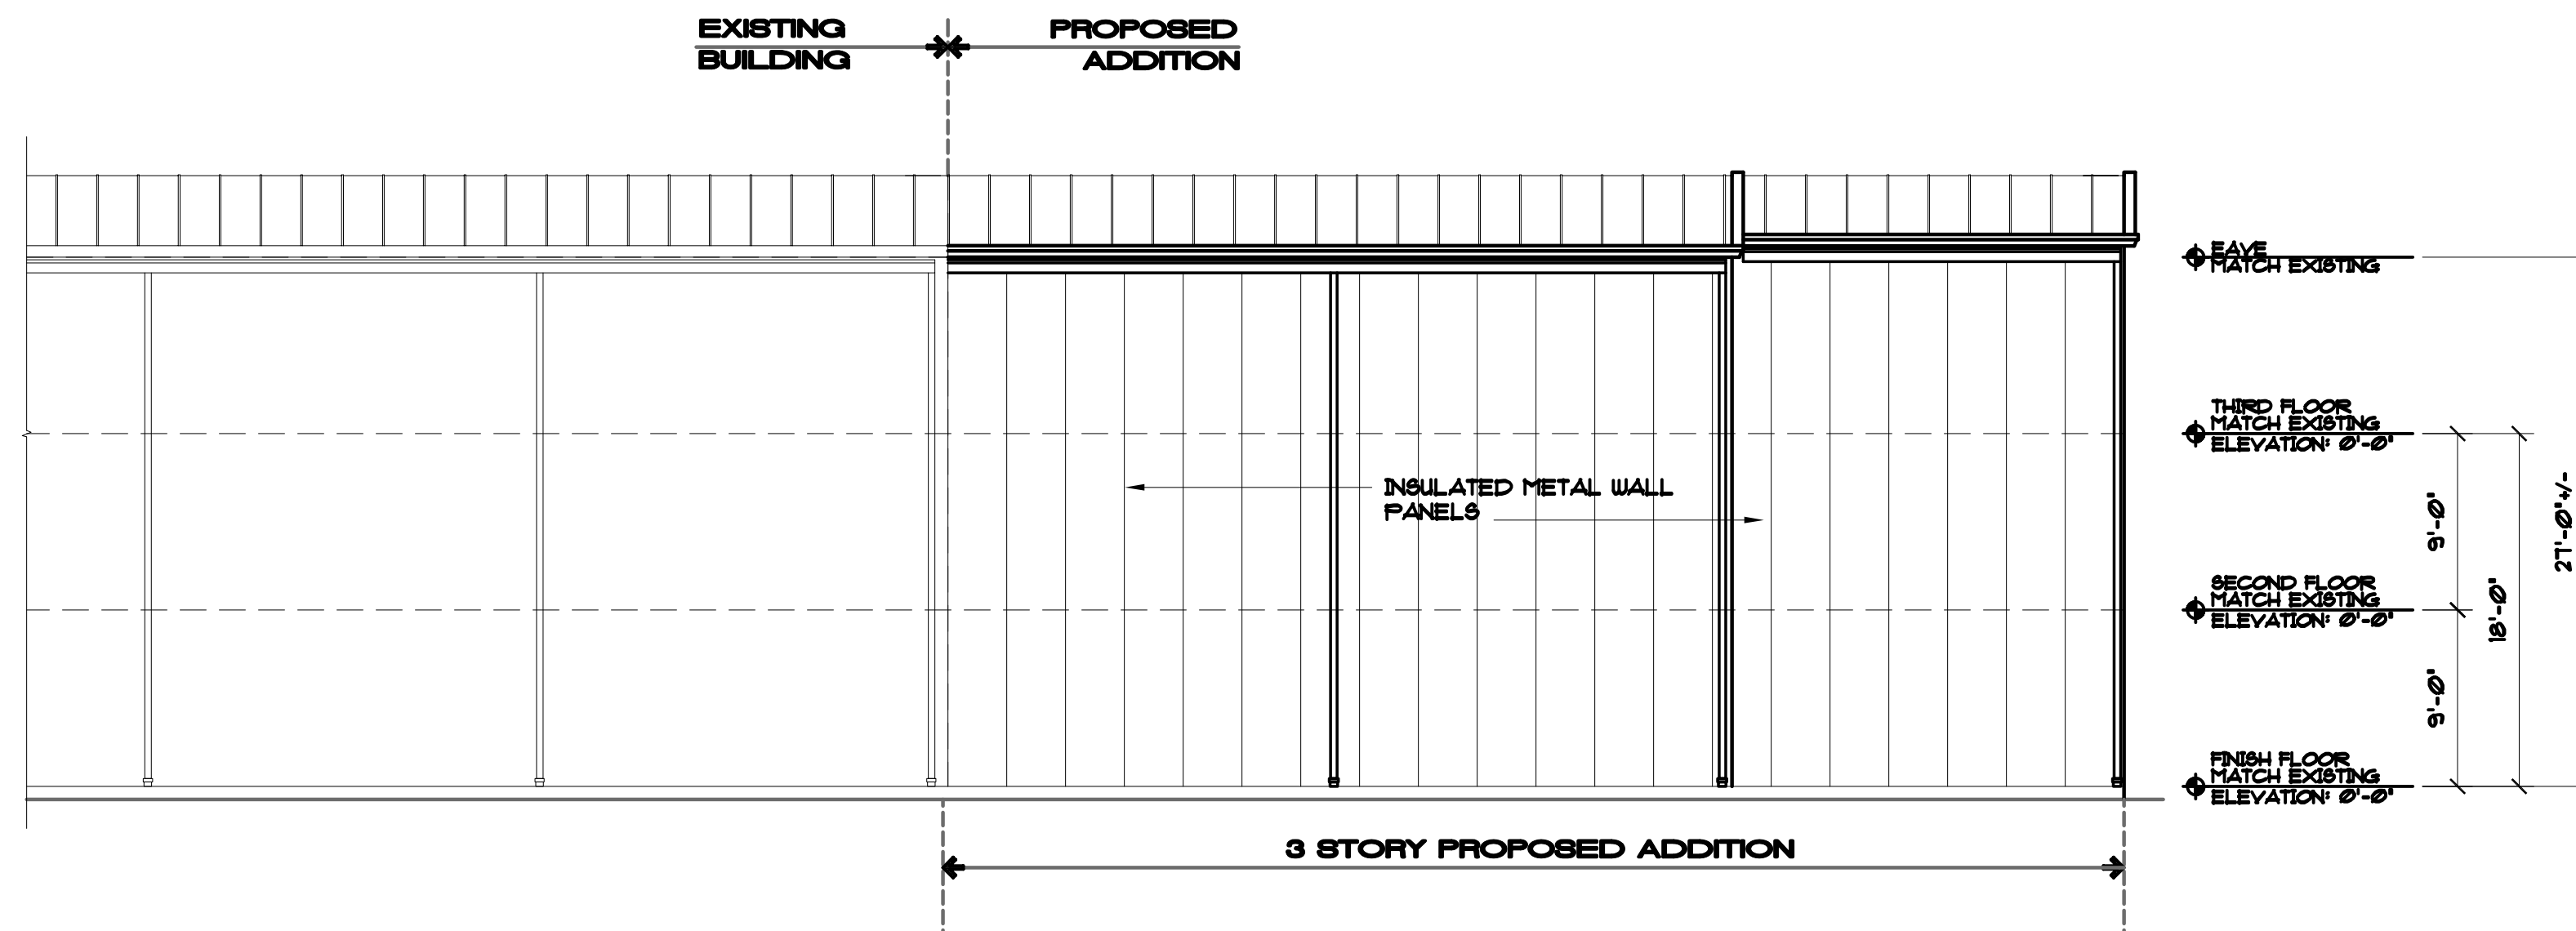 EXISTING
BUILDING
PROPOSED
ADDITION
EAVE
MATCH EXISTING
THIRD FLOOR
MATCH EXISTING
ELEVATION: 0'-0"
INSULATED METAL WALL
PANELS
SECOND FLOOR
MATCH EXISTING
ELEVATION: 0'-0"
FINISH FLOOR
MATCH EXISTING
ELEVATION: 0'-0"
9'-0"
9'-0"
18'-0"
27'-0"+/-
3 STORY PROPOSED ADDITION